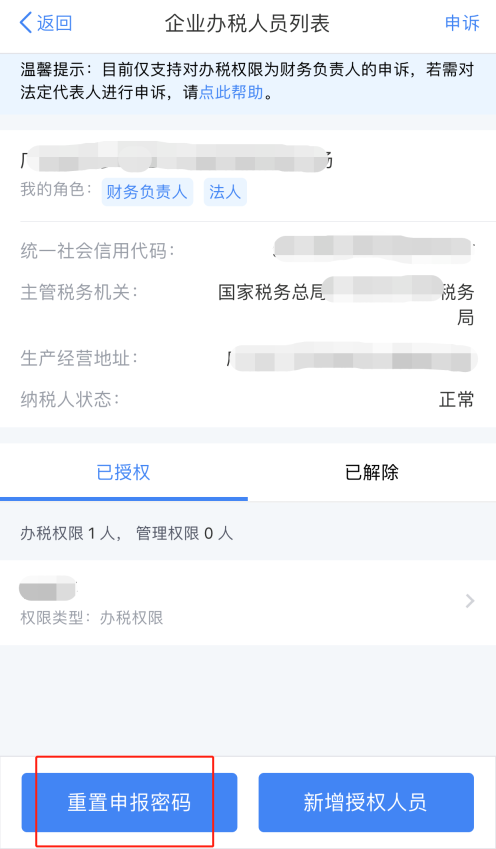 返回
企业办税人员列表
申诉
温馨提示：目前仅支持对办税权限为财务负责人的申诉，若需对
法定代表人进行申诉，请点此帮助。
我的角色：
财务负责人
法人
统一社会信用代码：
主管税务机关：
国家税务总局 税务
局
生产经营地址：
纳税人状态：
正常
已授权
已解除
办税权限 1 人， 管理权限 0 人
权限类型：办税权限
重置申报密码
新增授权人员